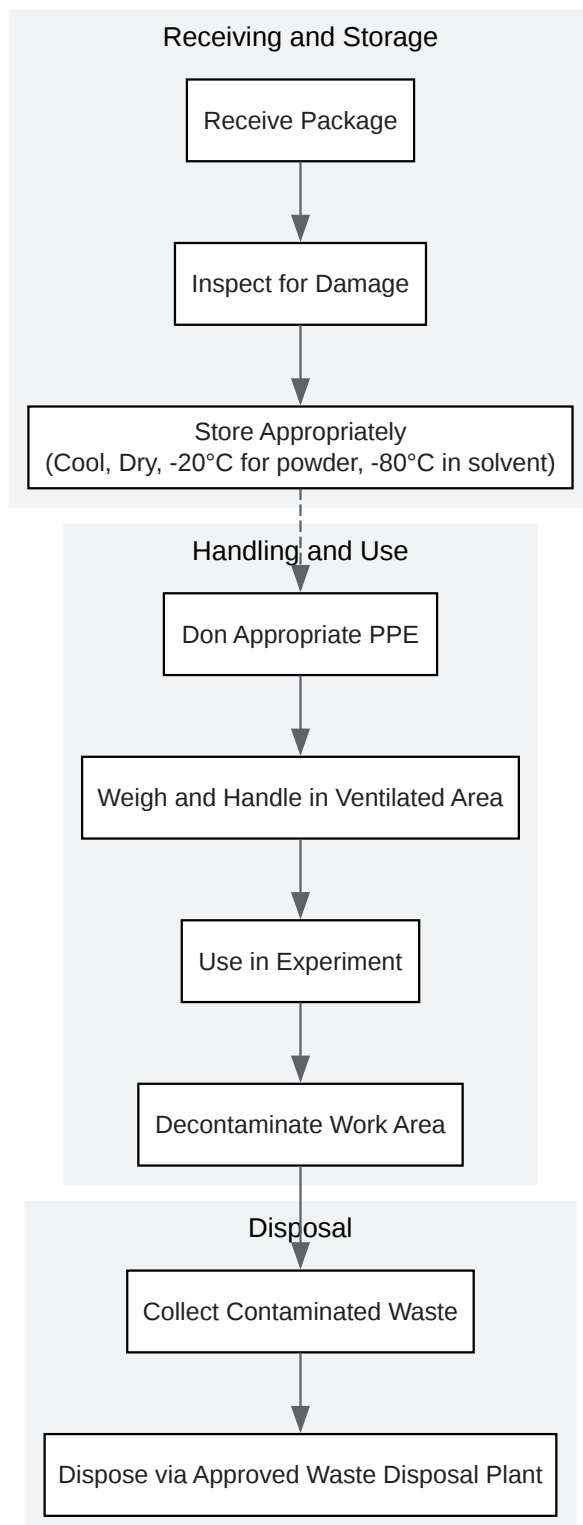 Receiving and Storage
Receive Package
Inspect for Damage
Store Appropriately
(Cool, Dry, -20°C for powder, -80°C in solvent)
Handling and Use
Don Appropriate PPE
Weigh and Handle in Ventilated Area
Use in Experiment
Decontaminate Work Area
Disposal
Collect Contaminated Waste
Dispose via Approved Waste Disposal Plant